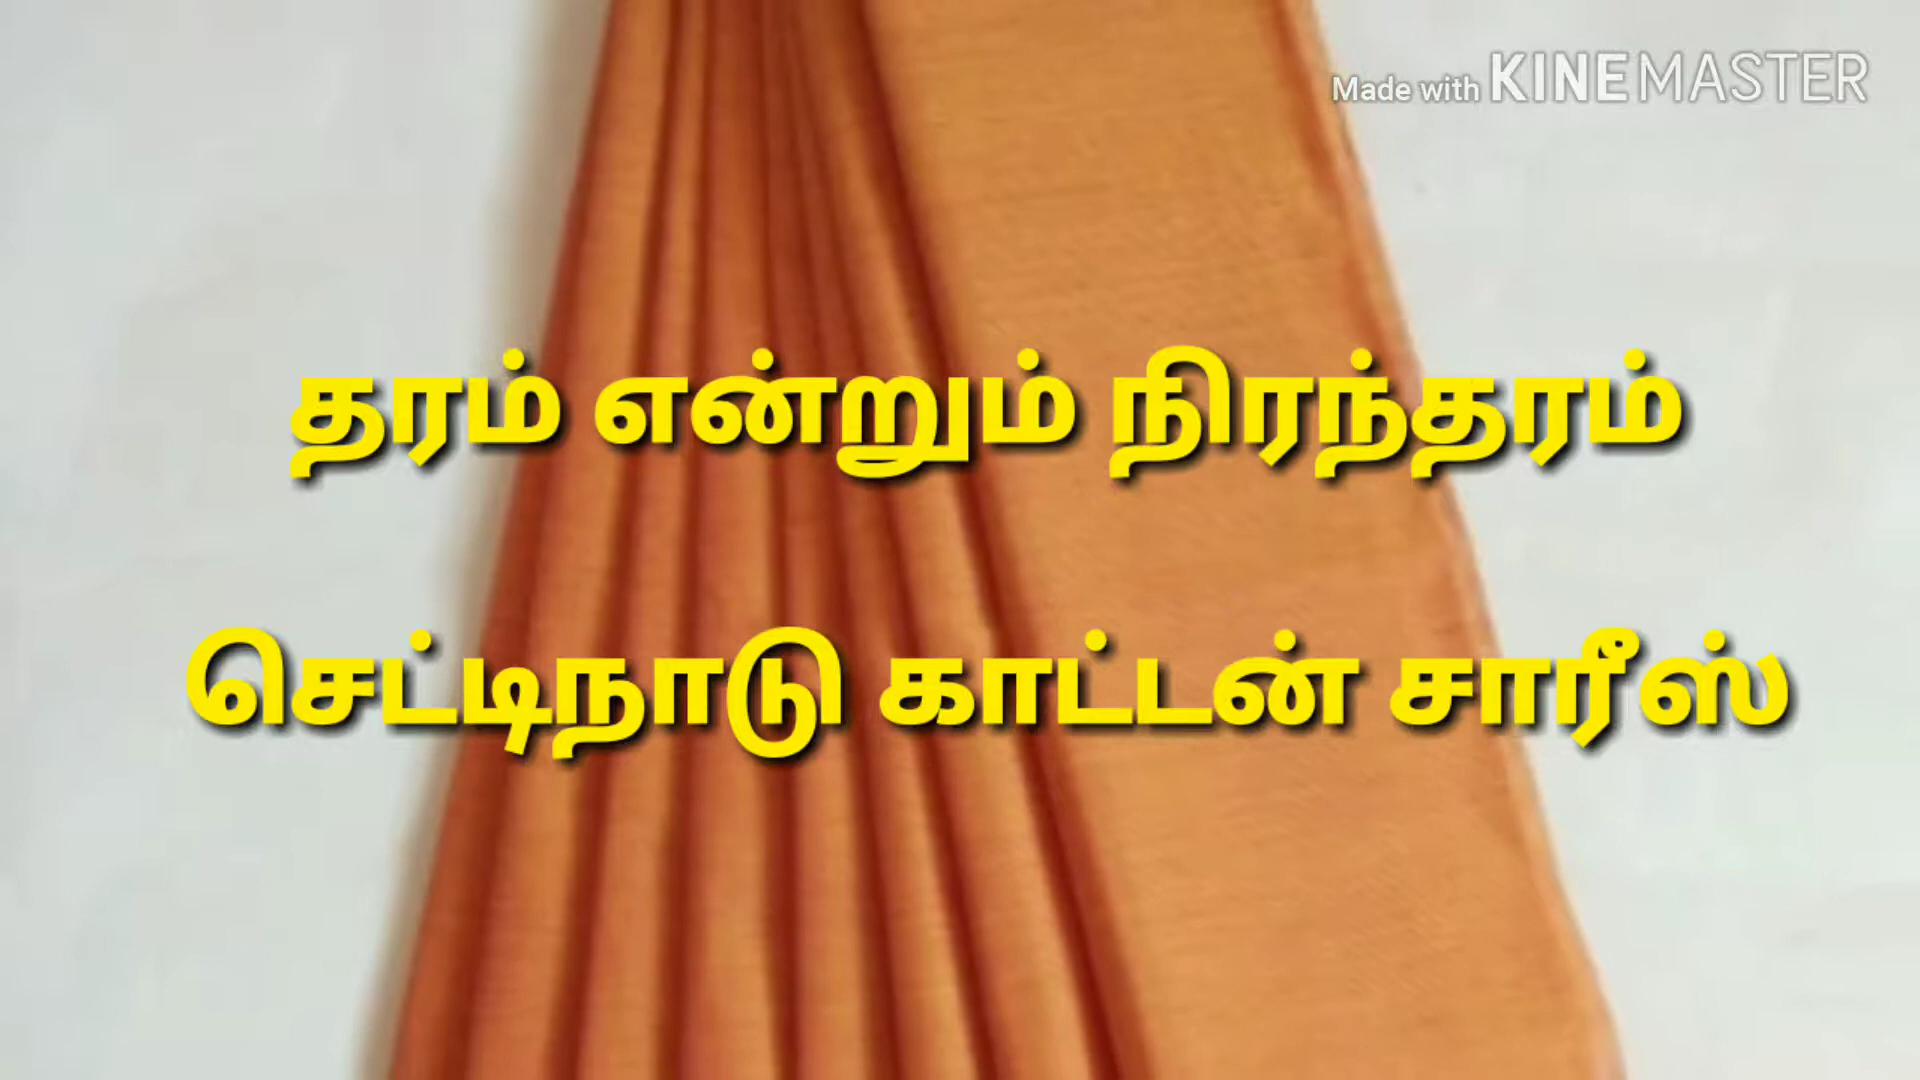 Made with KINEMASTER
தரம் என்றும் நிரந்தரம்
செட்டிநாடு காட்டன் சாரீஸ்